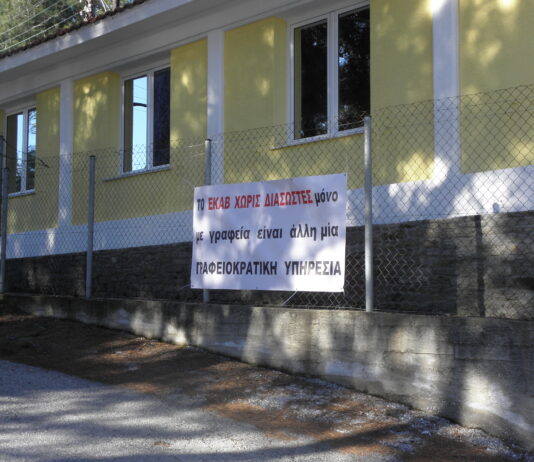 ΤΟ ΕΚΑΒ ΧΩΡΙΣ ΔΙΑΣΩΣΤΕΣ μόνο
με γραφεία είναι άλλη μία
ΓΡΑΦΕΙΟΚΡΑΤΙΚΗ ΥΠΗΡΕΣΙΑ